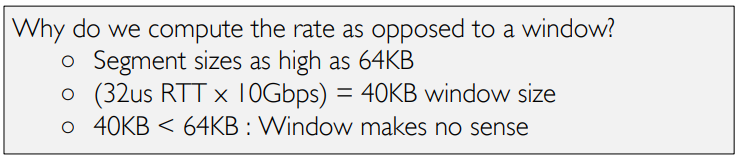 Why do we compute the rate as opposed to a window?
○ Segment sizes as high as 64KB
○ (32us RTT x 10Gbps) = 40KB window size
○ 40KB < 64KB : Window makes no sense